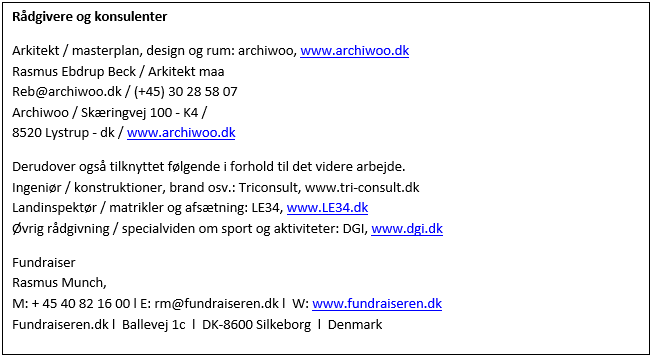 Rådgivere og konsulenter
Arkitekt / masterplan, design og rum: archiwoo, www.archiwoo.dk
Rasmus Ebdrup Beck / Arkitekt maa
Reb@archiwoo.dk / (+45) 30 28 58 07
Archiwoo / Skæringvej 100 - K4 /
8520 Lystrup - dk / www.archiwoo.dk
Derudover også tilknyttet følgende i forhold til det videre arbejde.
Ingeniør / konstruktioner, brand osv.: Triconsult, www.tri-consult.dk
Landinspektør / matrikler og afsætning: LE34, www.LE34.dk
Øvrig rådgivning / specialviden om sport og aktiviteter: DGI, www.dgi.dk
Fundraiser
Rasmus Munch,
M: + 45 40 82 16 00 l E: rm@fundraiseren.dk l  W: www.fundraiseren.dk
Fundraiseren.dk l  Ballevej 1c  l  DK-8600 Silkeborg  l  Denmark